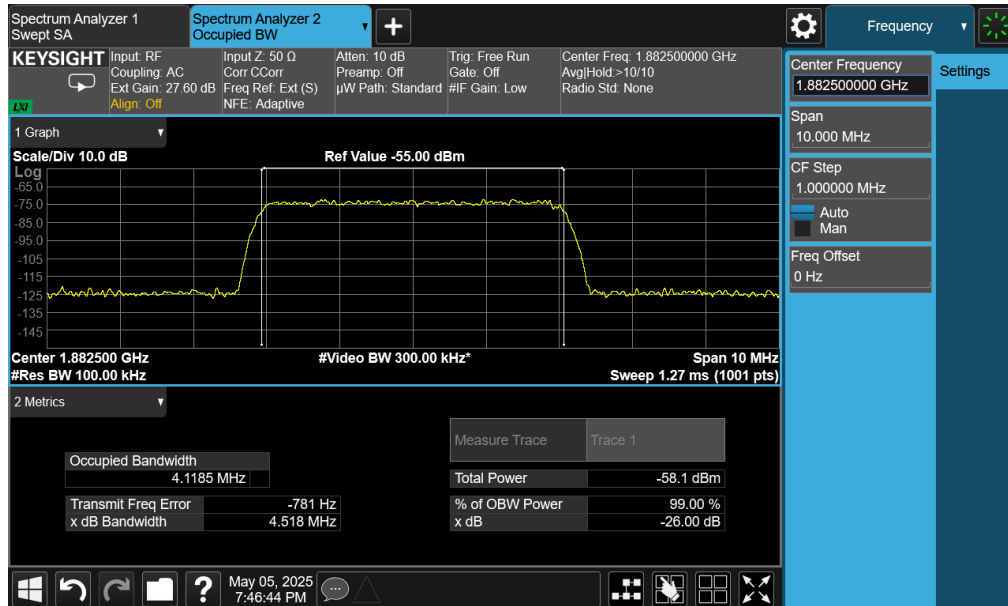 Spectrum Analyzer 1
Swept SA
Spectrum Analyzer 2
Occupied BW
▼
+
Frequency
▼
KEYSIGHT
LXI
Input: RF
Coupling: AC
Ext Gain: 27.60 dB
Align: Off
Input Z: 50 Ω
Corr CCorr
Freq Ref: Ext (S)
NFE: Adaptive
Atten: 10 dB
Preamp: Off
µW Path: Standard
Trig: Free Run
Gate: Off
#IF Gain: Low
Center Freq: 1.882500000 GHz
Avg|Hold:>10/10
Radio Std: None
Center Frequency
1.882500000 GHz
Settings
Span
10.000 MHz
CF Step
1.000000 MHz
Auto
Man
Freq Offset
0 Hz
1 Graph
▼
Scale/Div 10.0 dB
Ref Value -55.00 dBm
Log
-65.0
-75.0
-85.0
-95.0
-105
-115
-125
-135
-145
Center 1.882500 GHz
#Video BW 300.00 kHz*
Span 10 MHz
#Res BW 100.00 kHz
Sweep 1.27 ms (1001 pts)
2 Metrics
▼
Measure Trace
Trace 1
Occupied Bandwidth
4.1185 MHz
Total Power
-58.1 dBm
Transmit Freq Error
-781 Hz
% of OBW Power
99.00 %
x dB Bandwidth
4.518 MHz
x dB
-26.00 dB
?
May 05, 2025
7:46:44 PM